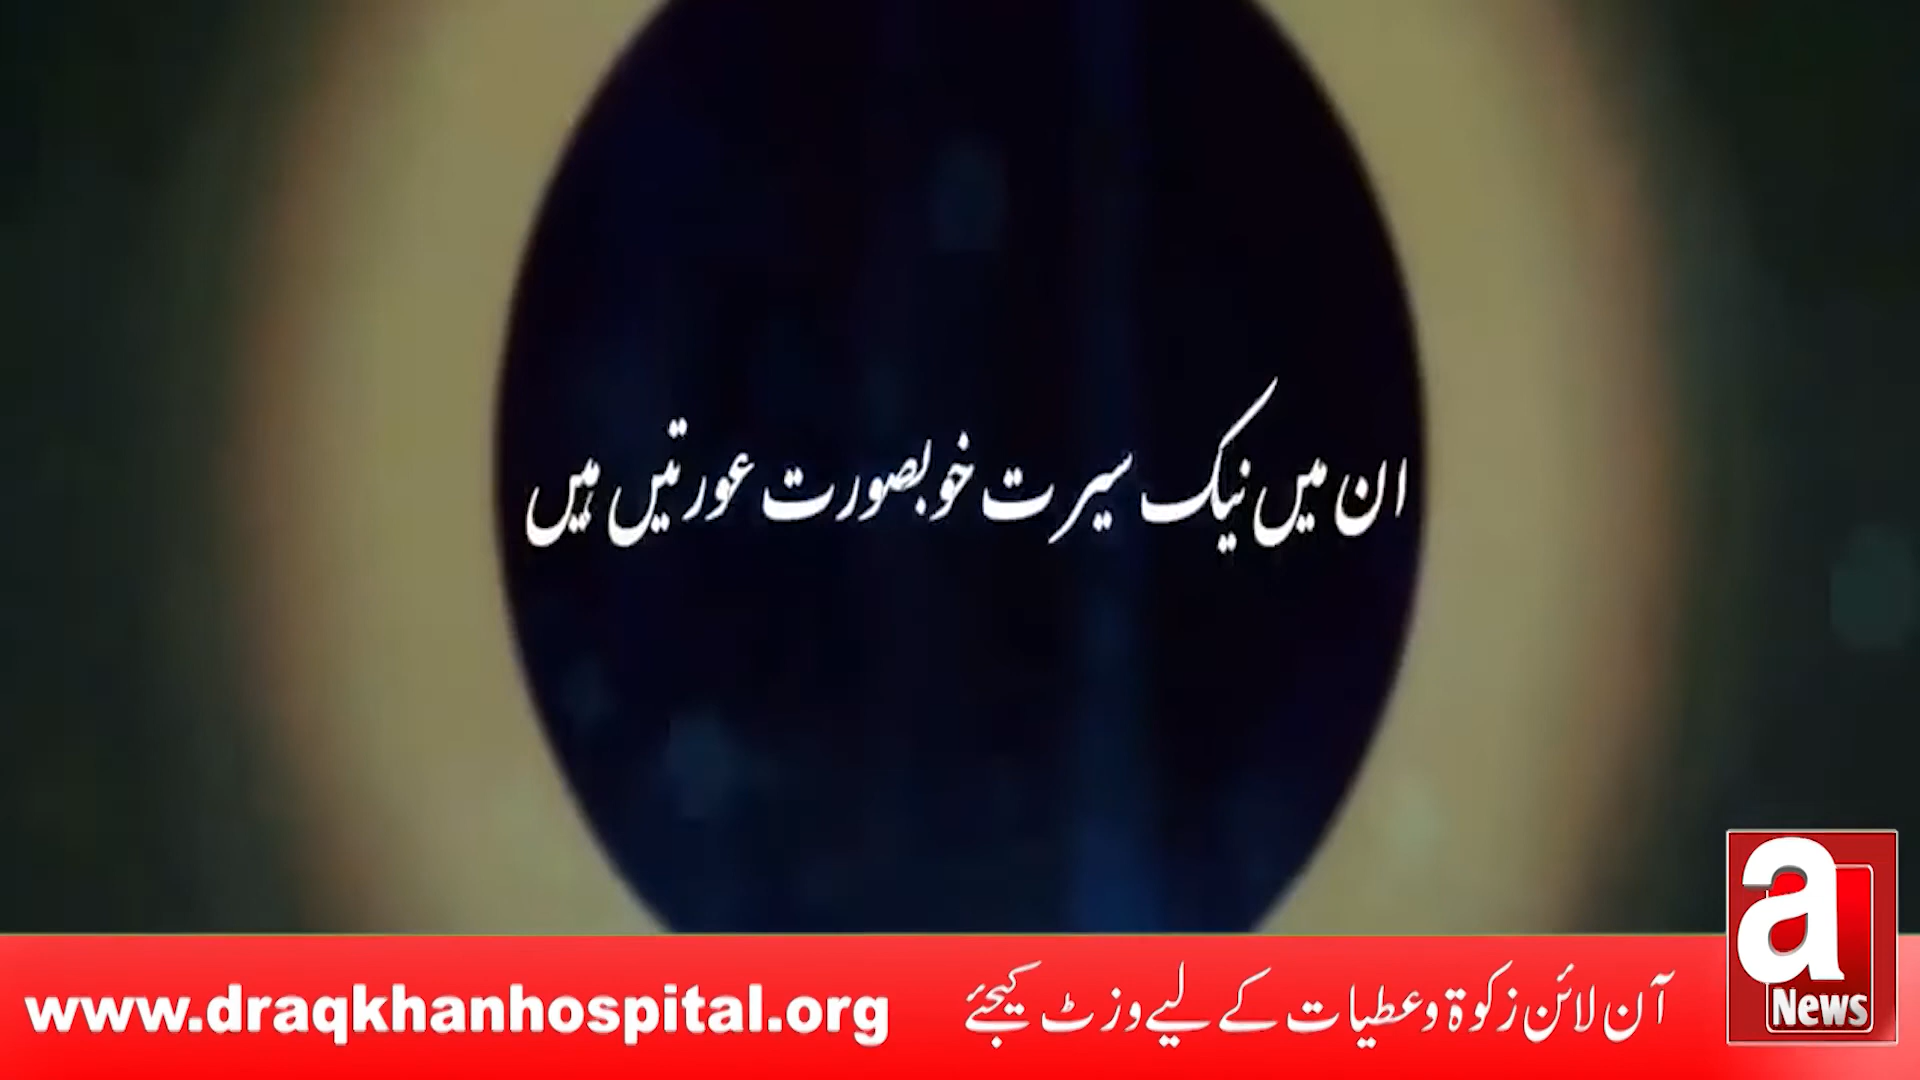 ان میں نیک سیرت خوبصورت عورتیں ہیں
www.draqkhanhospital.org
آن لائن زکوۃ وعطیات کے لیے وزٹ کیجئے
a
News